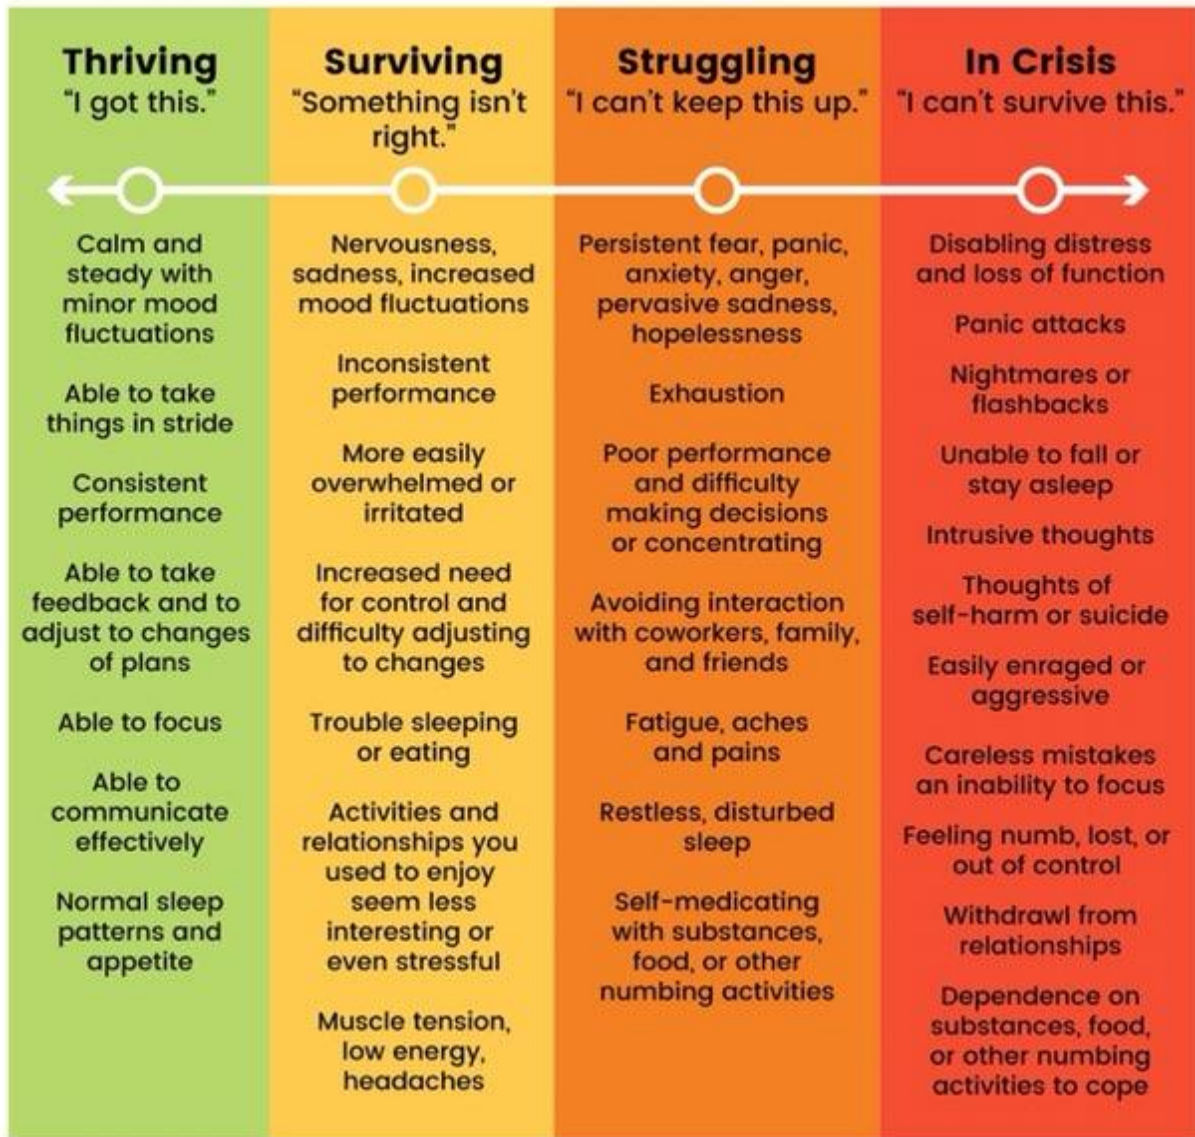 Thriving
“I got this.”
Calm and
steady with
minor mood
fluctuations
Able to take
things in stride
Consistent
performance
Able to take
feedback and to
adjust to changes
of plans
Able to focus
Able to
communicate
effectively
Normal sleep
patterns and
appetite
Surviving
“Something isn’t
right.”
Nervousness,
sadness, increased
mood fluctuations
Inconsistent
performance
More easily
overwhelmed or
irritated
Increased need
for control and
difficulty adjusting
to changes
Trouble sleeping
or eating
Activities and
relationships you
used to enjoy
seem less
interesting or
even stressful
Muscle tension,
low energy,
headaches
Struggling
“I can’t keep this up.”
Persistent fear, panic,
anxiety, anger,
pervasive sadness,
hopelessness
Exhaustion
Poor performance
and difficulty
making decisions
or concentrating
Avoiding interaction
with coworkers, family,
and friends
Fatigue, aches
and pains
Restless, disturbed
sleep
Self-medicating
with substances,
food, or other
numbing activities
In Crisis
“I can’t survive this.”
Disabling distress
and loss of function
Panic attacks
Nightmares or
flashbacks
Unable to fall or
stay asleep
Intrusive thoughts
Thoughts of
self-harm or suicide
Easily enraged or
aggressive
Careless mistakes
an inability to focus
Feeling numb, lost, or
out of control
Withdrawl from
relationships
Dependence on
substances, food,
or other numbing
activities to cope